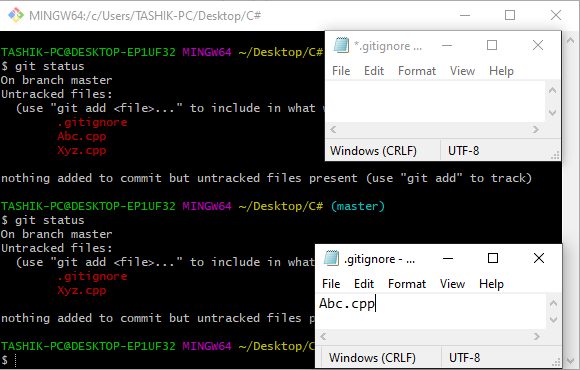 MINGW64:/c/Users/TASHIK-PC/Desktop/C#
TASHIK-PC@DESKTOP-EP1UF32 MINGW64 ~/Desktop/C#
$ git status
On branch master
Untracked files:
(use "git add <file>..." to include in what
.gitignore
Abc.cpp
Xyz.cpp
nothing added to commit but untracked files present (use "git add" to track)
TASHIK-PC@DESKTOP-EP1UF32 MINGW64 ~/Desktop/C# (master)
$ git status
On branch master
Untracked files:
(use "git add <file>..." to include in what
.gitignore
Xyz.cpp
nothing added to commit but untracked files p
TASHIK-PC@DESKTOP-EP1UF32 MINGW64 ~/Desktop/C
$
*.gitignore ...
File Edit Format View Help
Windows (CRLF) UTF-8
.gitignore - ...
File Edit Format View Help
Abc.cpp
Windows (CRLF) UTF-8